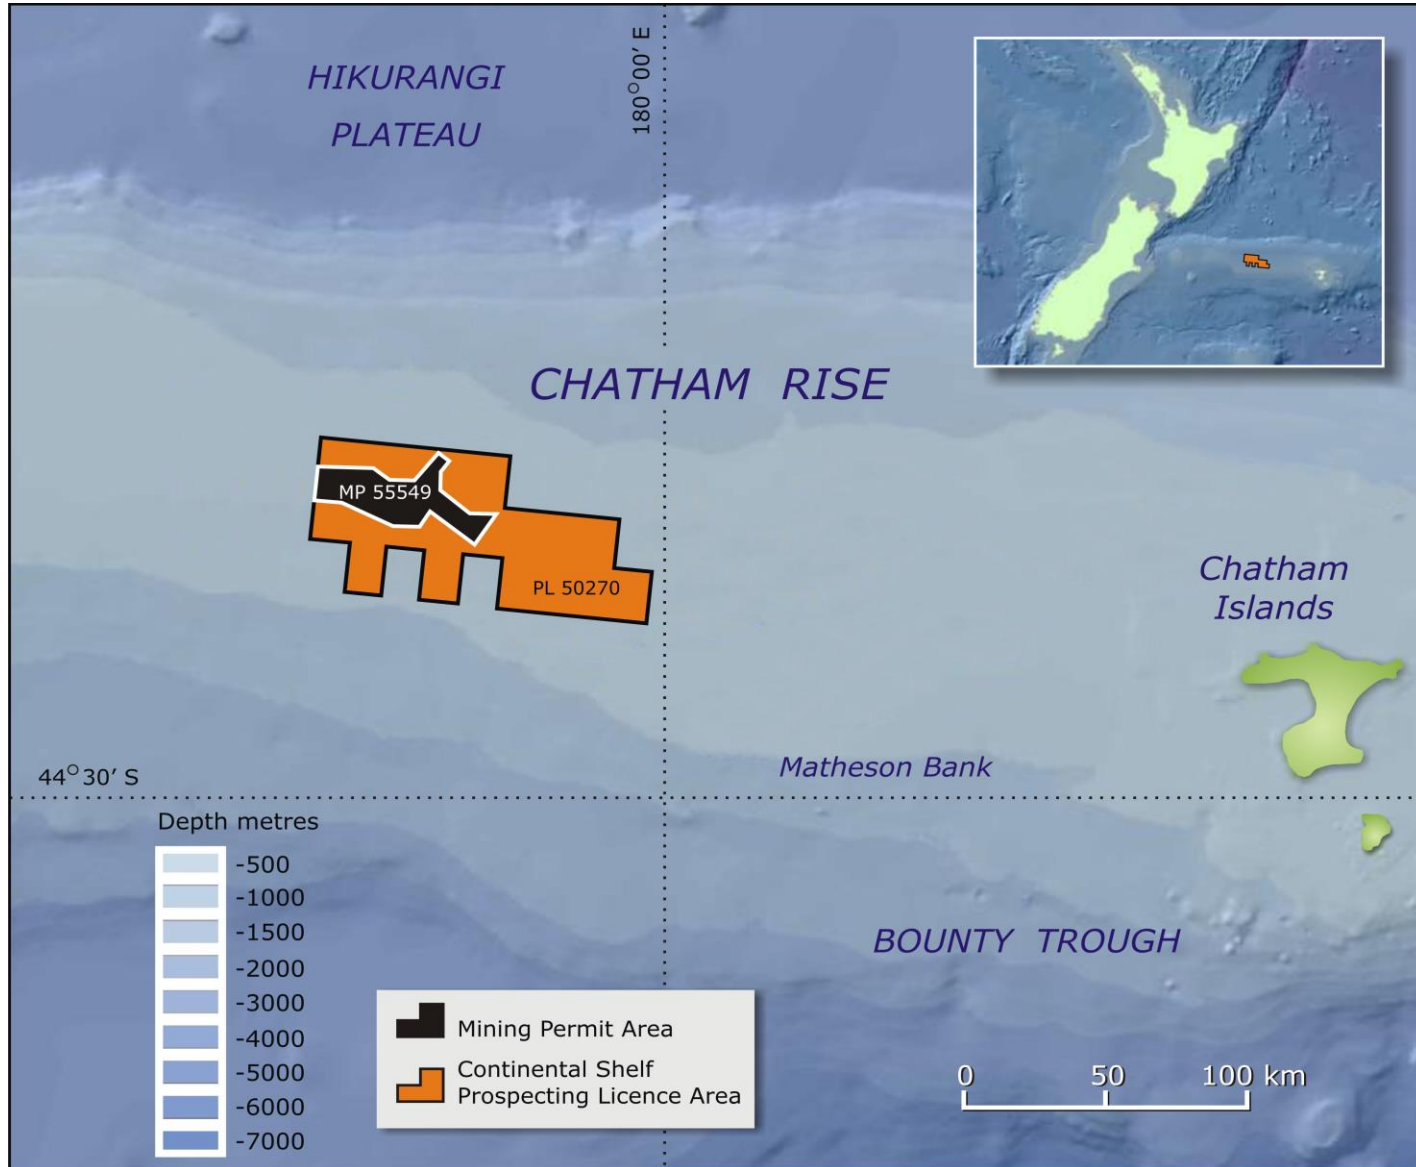 HIKURANGI
PLATEAU
180°00′ E
CHATHAM RISE
MP 55549
PL 50270
Chatham
Islands
Matheson Bank
44°30′ S
Depth metres
-500
-1000
-1500
-2000
-3000
-4000
-5000
-6000
-7000
BOUNTY TROUGH
Mining Permit Area
Continental Shelf
Prospecting Licence Area
0 50 100 km